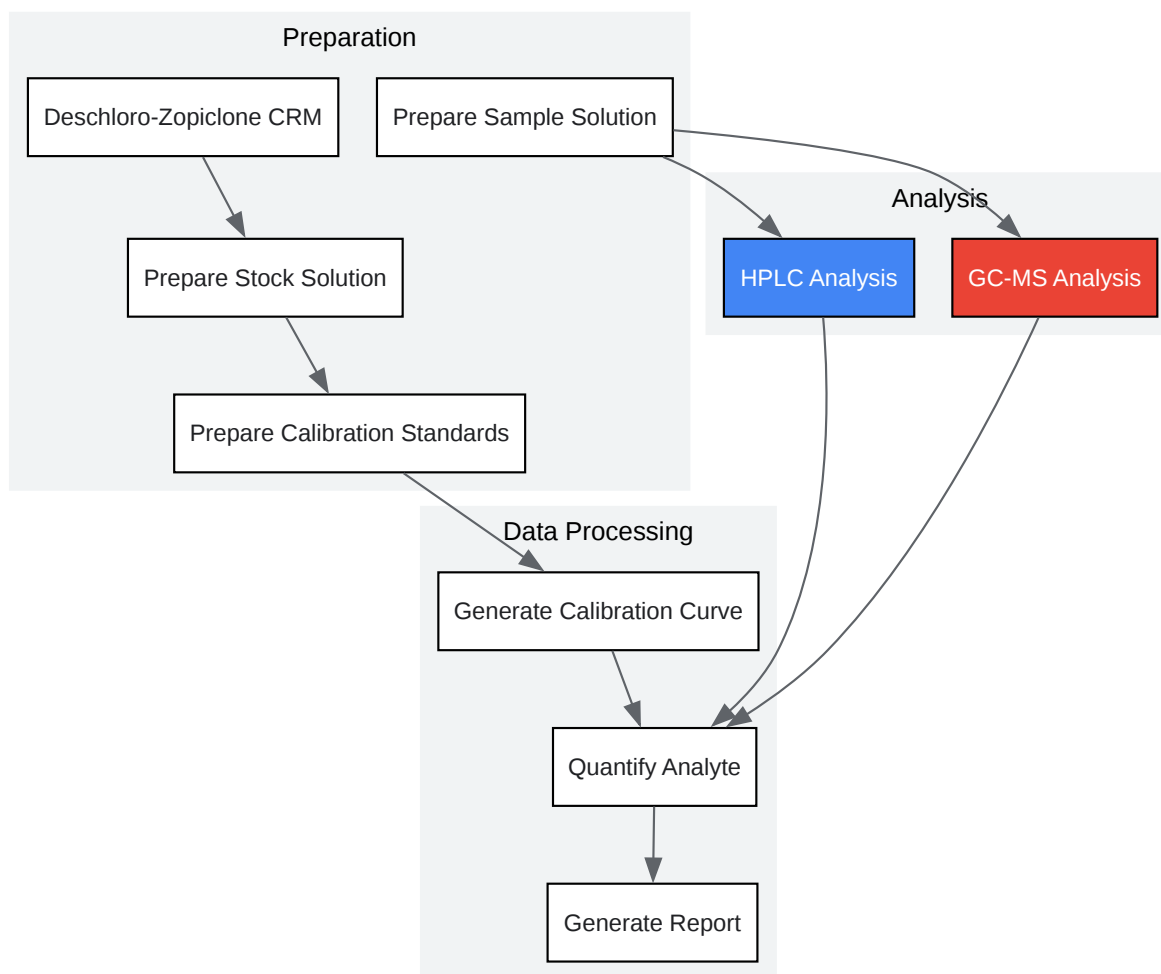 Preparation
Deschloro-Zopiclone CRM
Prepare Sample Solution
Analysis
Prepare Stock Solution
HPLC Analysis
GC-MS Analysis
Prepare Calibration Standards
Data Processing
Generate Calibration Curve
Quantify Analyte
Generate Report